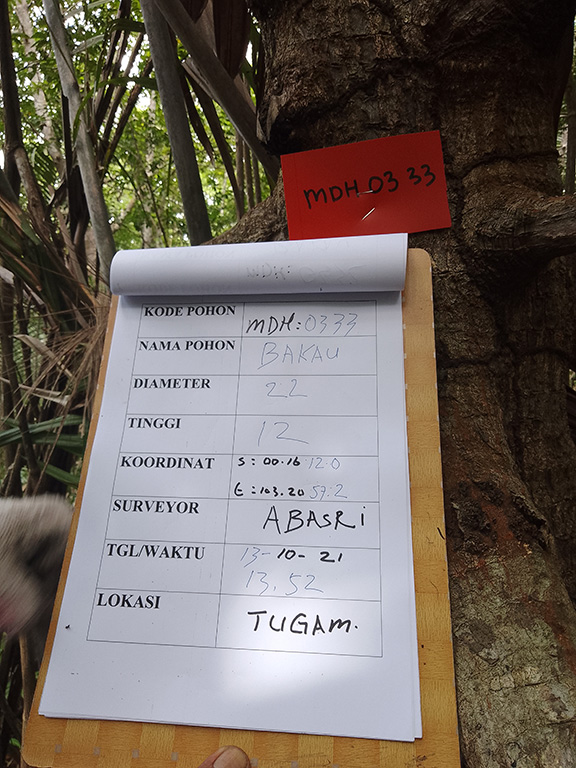 MDH_03 33
MDH:
KODE POHON MDH: 0333
NAMA POHON BAKAU
DIAMETER 22
TINGGI 12
KOORDINAT S: 00.16 12.0
E: 103.20 59.2
SURVEYOR ABASRI
TGL/WAKTU 13-10-21
13.52
LOKASI TUGAM.